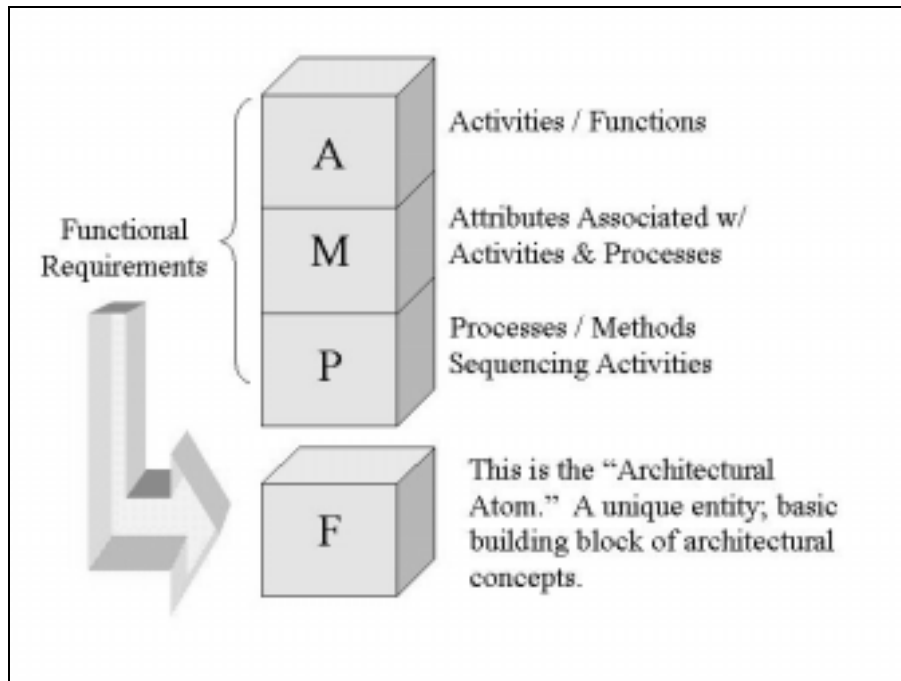 A
Activities / Functions
Functional
Requirements
M
Attributes Associated w/
Activities & Processes
P
Processes / Methods
Sequencing Activities
F
This is the “Architectural
Atom.” A unique entity; basic
building block of architectural
concepts.